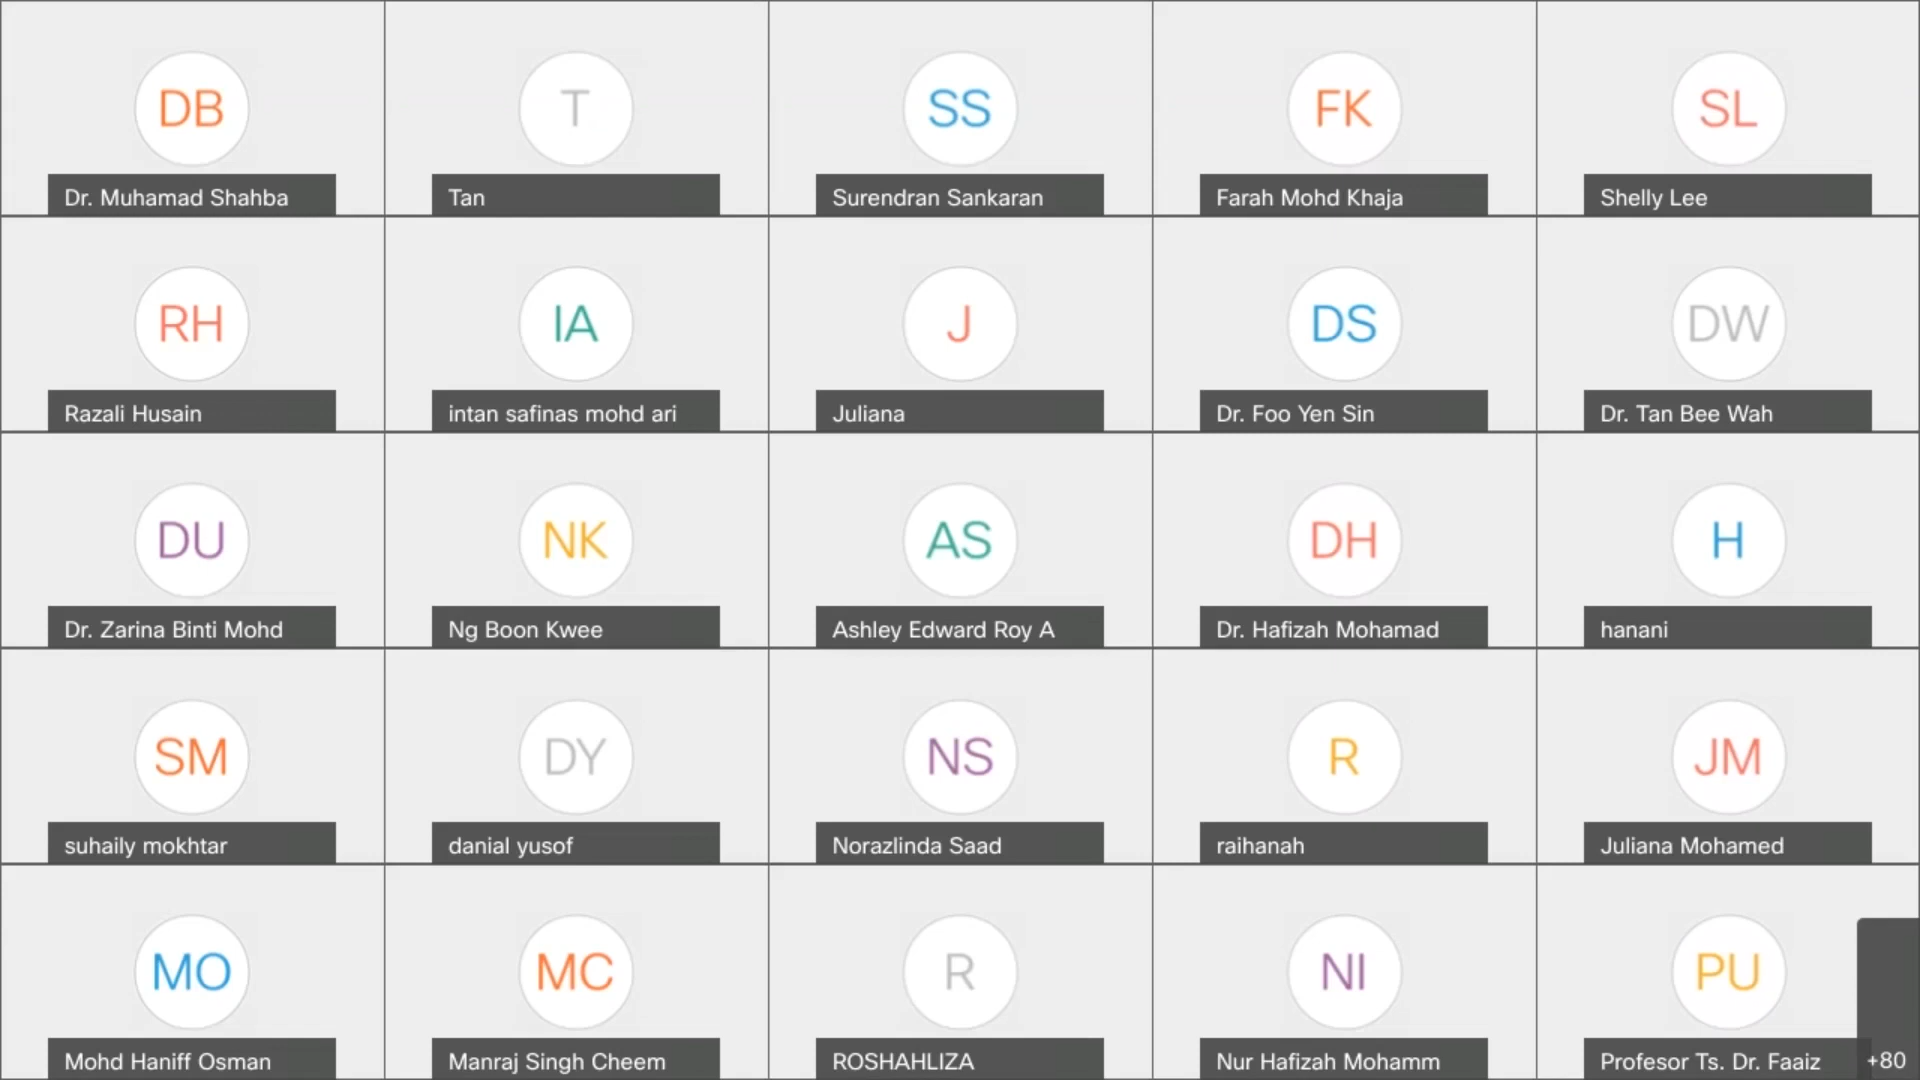 DB
T
SS
FK
SL
Dr. Muhamad Shahba
Tan
Surendran Sankaran
Farah Mohd Khaja
Shelly Lee
RH
IA
J
DS
DW
Razali Husain
intan safinas mohd ari
Juliana
Dr. Foo Yen Sin
Dr. Tan Bee Wah
DU
NK
AS
DH
H
Dr. Zarina Binti Mohd
Ng Boon Kwee
Ashley Edward Roy A
Dr. Hafizah Mohamad
hanani
SM
DY
NS
R
JM
suhaily mokhtar
danial yusof
Norazlinda Saad
raihanah
Juliana Mohamed
MO
MC
R
NI
PU
Mohd Haniff Osman
Manraj Singh Cheem
ROSHAHLIZA
Nur Hafizah Mohamm
Profesor Ts. Dr. Faaiz
+80